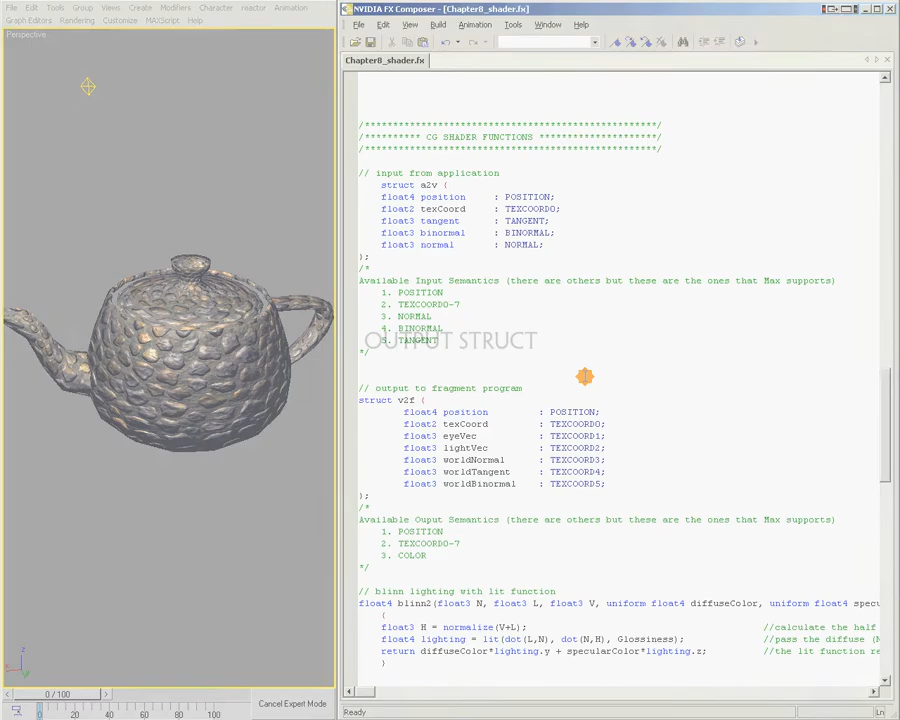 File Edit Tools Group Views Create Modifiers Character reactor Animation
Graph Editors Rendering Customize MAXScript Help
Perspective
NVIDIA FX Composer - [Chapter8_shader.fx]
File Edit View Build Animation Tools Window Help
Chapter8_shader.fx
/****************************************************/
/********** CG SHADER FUNCTIONS *********************/
/****************************************************/
// input from application
struct a2v {
float4 position : POSITION;
float2 texCoord : TEXCOORD0;
float3 tangent : TANGENT;
float3 binormal : BINORMAL;
float3 normal : NORMAL;
};
/*
Available Input Semantics (there are others but these are the ones that Max supports)
1. POSITION
2. TEXCOORD0-7
3. NORMAL
4. BINORMAL
5. TANGENT
OUTPUT STRUCT
*/
// output to fragment program
struct v2f {
float4 position : POSITION;
float2 texCoord : TEXCOORD0;
float3 eyeVec : TEXCOORD1;
float3 lightVec : TEXCOORD2;
float3 worldNormal : TEXCOORD3;
float3 worldTangent : TEXCOORD4;
float3 worldBinormal : TEXCOORD5;
};
/*
Available Ouput Semantics (there are others but these are the ones that Max supports)
1. POSITION
2. TEXCOORD0-7
3. COLOR
*/
// blinn lighting with lit function
float4 blinn2(float3 N, float3 L, float3 V, uniform float4 diffuseColor, uniform float4 specu
{
float3 H = normalize(V+L); //calculate the half
float4 lighting = lit(dot(L,N), dot(N,H), Glossiness); //pass the diffuse (N
return diffuseColor*lighting.y + specularColor*lighting.z; //the lit function re
}
z
x
y
0 / 100
0 20 40 60 80 100
Cancel Expert Mode
Ready
Ln